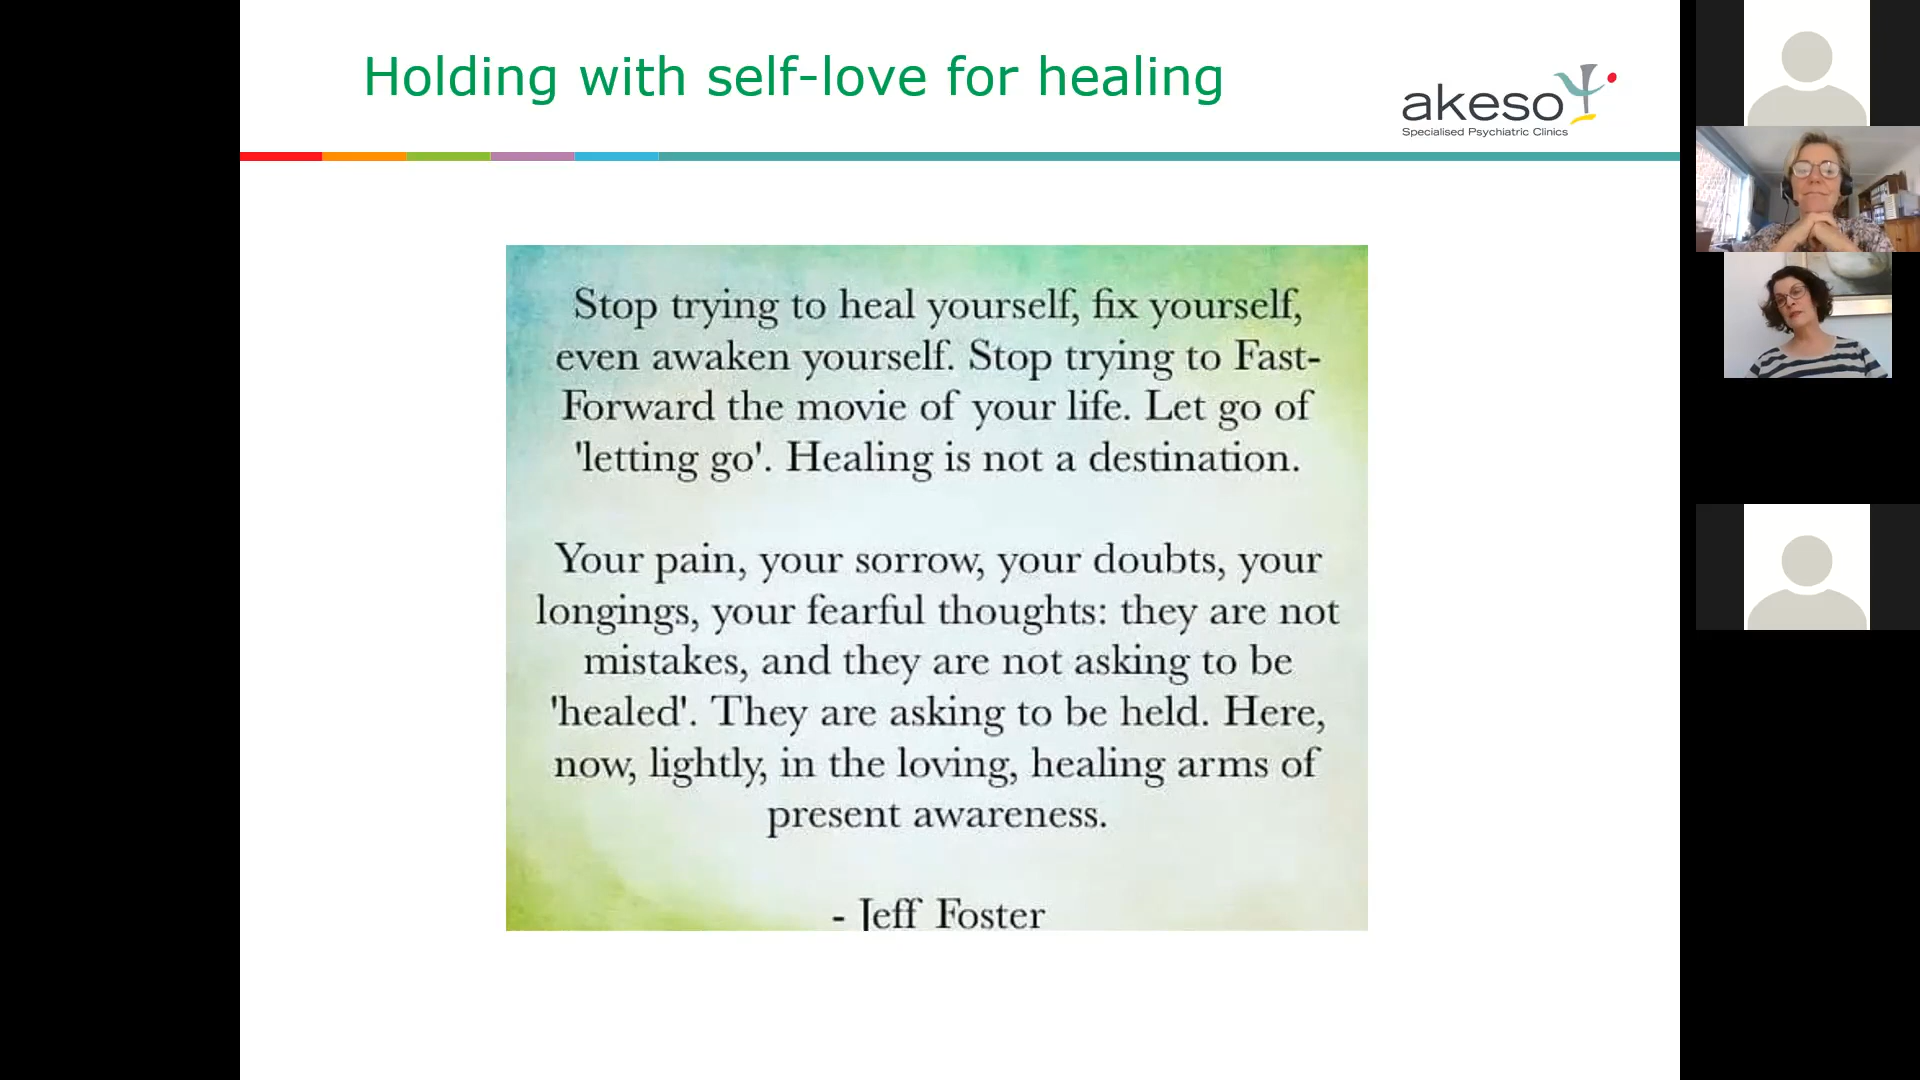 Holding with self-love for healing
akeso
Specialised Psychiatric Clinics
Stop trying to heal yourself, fix yourself,
even awaken yourself. Stop trying to Fast-
Forward the movie of your life. Let go of
'letting go'. Healing is not a destination.
Your pain, your sorrow, your doubts, your
longings, your fearful thoughts: they are not
mistakes, and they are not asking to be
'healed'. They are asking to be held. Here,
now, lightly, in the loving, healing arms of
present awareness.
- Jeff Foster